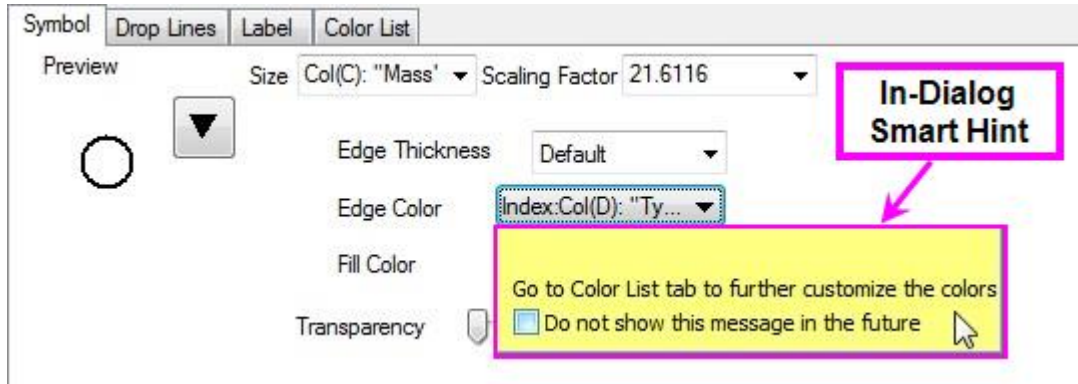 Symbol Drop Lines Label Color List
Preview Size Col(C): "Mass' Scaling Factor 21.6116
In-Dialog
Smart Hint
Edge Thickness Default
Edge Color Index:Col(D): "Ty...
Fill Color
Go to Color List tab to further customize the colors
Transparency Do not show this message in the future